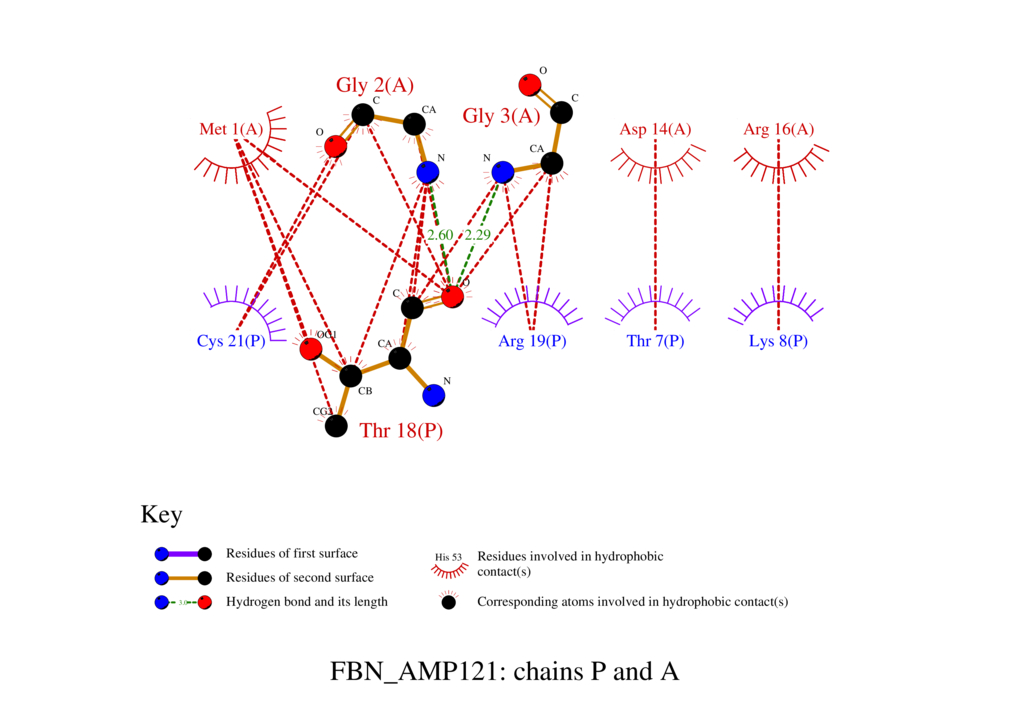 O
Gly 2(A)
C
Gly 3(A)
C
CA
Met 1(A)
O
Asp 14(A)
Arg 16(A)
CA
N
N
2.60
2.29
O
C
OG1
Cys 21(P)
CA
Arg 19(P)
Thr 7(P)
Lys 8(P)
N
CB
CG2
Thr 18(P)
Key
Residues of first surface
Residues of second surface
3.0
Hydrogen bond and its length
His 53
Residues involved in hydrophobic
contact(s)
Corresponding atoms involved in hydrophobic contact(s)
FBN_AMP121: chains P and A